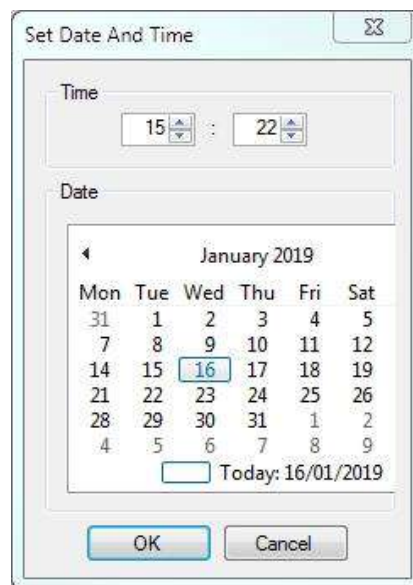 Set Date And Time
Time
15 : 22
Date
January 2019
Mon Tue Wed Thu Fri Sat
31 1 2 3 4 5
7 8 9 10 11 12
14 15 16 17 18 19
21 22 23 24 25 26
28 29 30 31 1 2
4 5 6 7 8 9
Today: 16/01/2019
OK Cancel